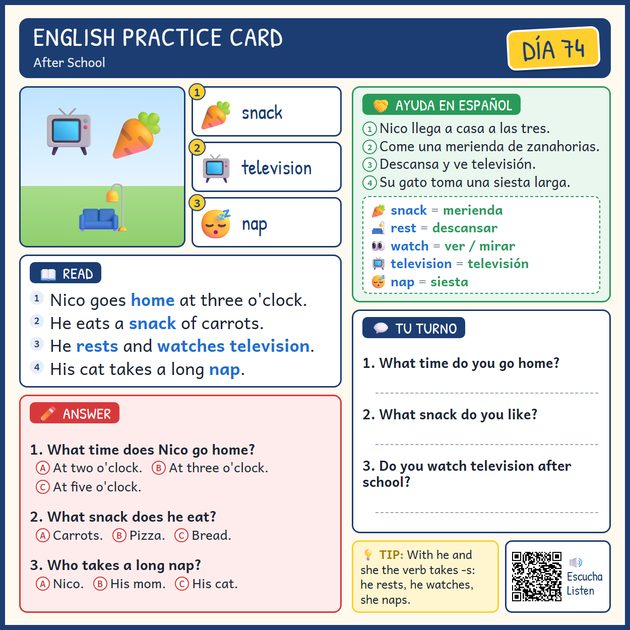 ENGLISH PRACTICE CARD
After School
DÍA 74
1 snack
2 television
3 nap
READ
1 Nico goes home at three o'clock.
2 He eats a snack of carrots.
3 He rests and watches television.
4 His cat takes a long nap.
ANSWER
1. What time does Nico go home?
A At two o'clock. B At three o'clock.
C At five o'clock.
2. What snack does he eat?
A Carrots. B Pizza. C Bread.
3. Who takes a long nap?
A Nico. B His mom. C His cat.
AYUDA EN ESPAÑOL
1 Nico llega a casa a las tres.
2 Come una merienda de zanahorias.
3 Descansa y ve televisión.
4 Su gato toma una siesta larga.
snack = merienda
rest = descansar
watch = ver / mirar
television = televisión
nap = siesta
TU TURNO
1. What time do you go home?
2. What snack do you like?
3. Do you watch television after
school?
TIP: With he and
she the verb takes -s:
he rests, he watches,
she naps.
Escucha
Listen